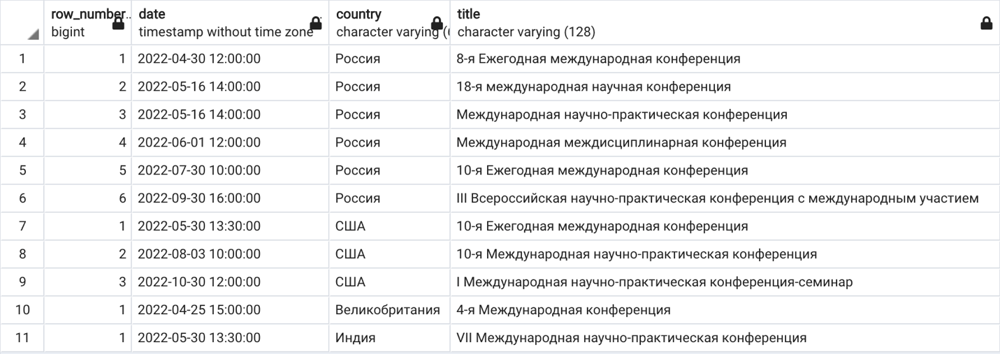 row_number.. date country title
bigint timestamp without time zone character varying ( character varying (128)
1 1 2022-04-30 12:00:00 Россия 8-я Ежегодная международная конференция
2 2 2022-05-16 14:00:00 Россия 18-я международная научная конференция
3 3 2022-05-16 14:00:00 Россия Международная научно-практическая конференция
4 4 2022-06-01 12:00:00 Россия Международная междисциплинарная конференция
5 5 2022-07-30 10:00:00 Россия 10-я Ежегодная международная конференция
6 6 2022-09-30 16:00:00 Россия III Всероссийская научно-практическая конференция с международным участием
7 1 2022-05-30 13:30:00 США 10-я Ежегодная международная конференция
8 2 2022-08-03 10:00:00 США 10-я Международная научно-практическая конференция
9 3 2022-10-30 12:00:00 США I Международная научно-практическая конференция-семинар
10 1 2022-04-25 15:00:00 Великобритания 4-я Международная конференция
11 1 2022-05-30 13:30:00 Индия VII Международная научно-практическая конференция